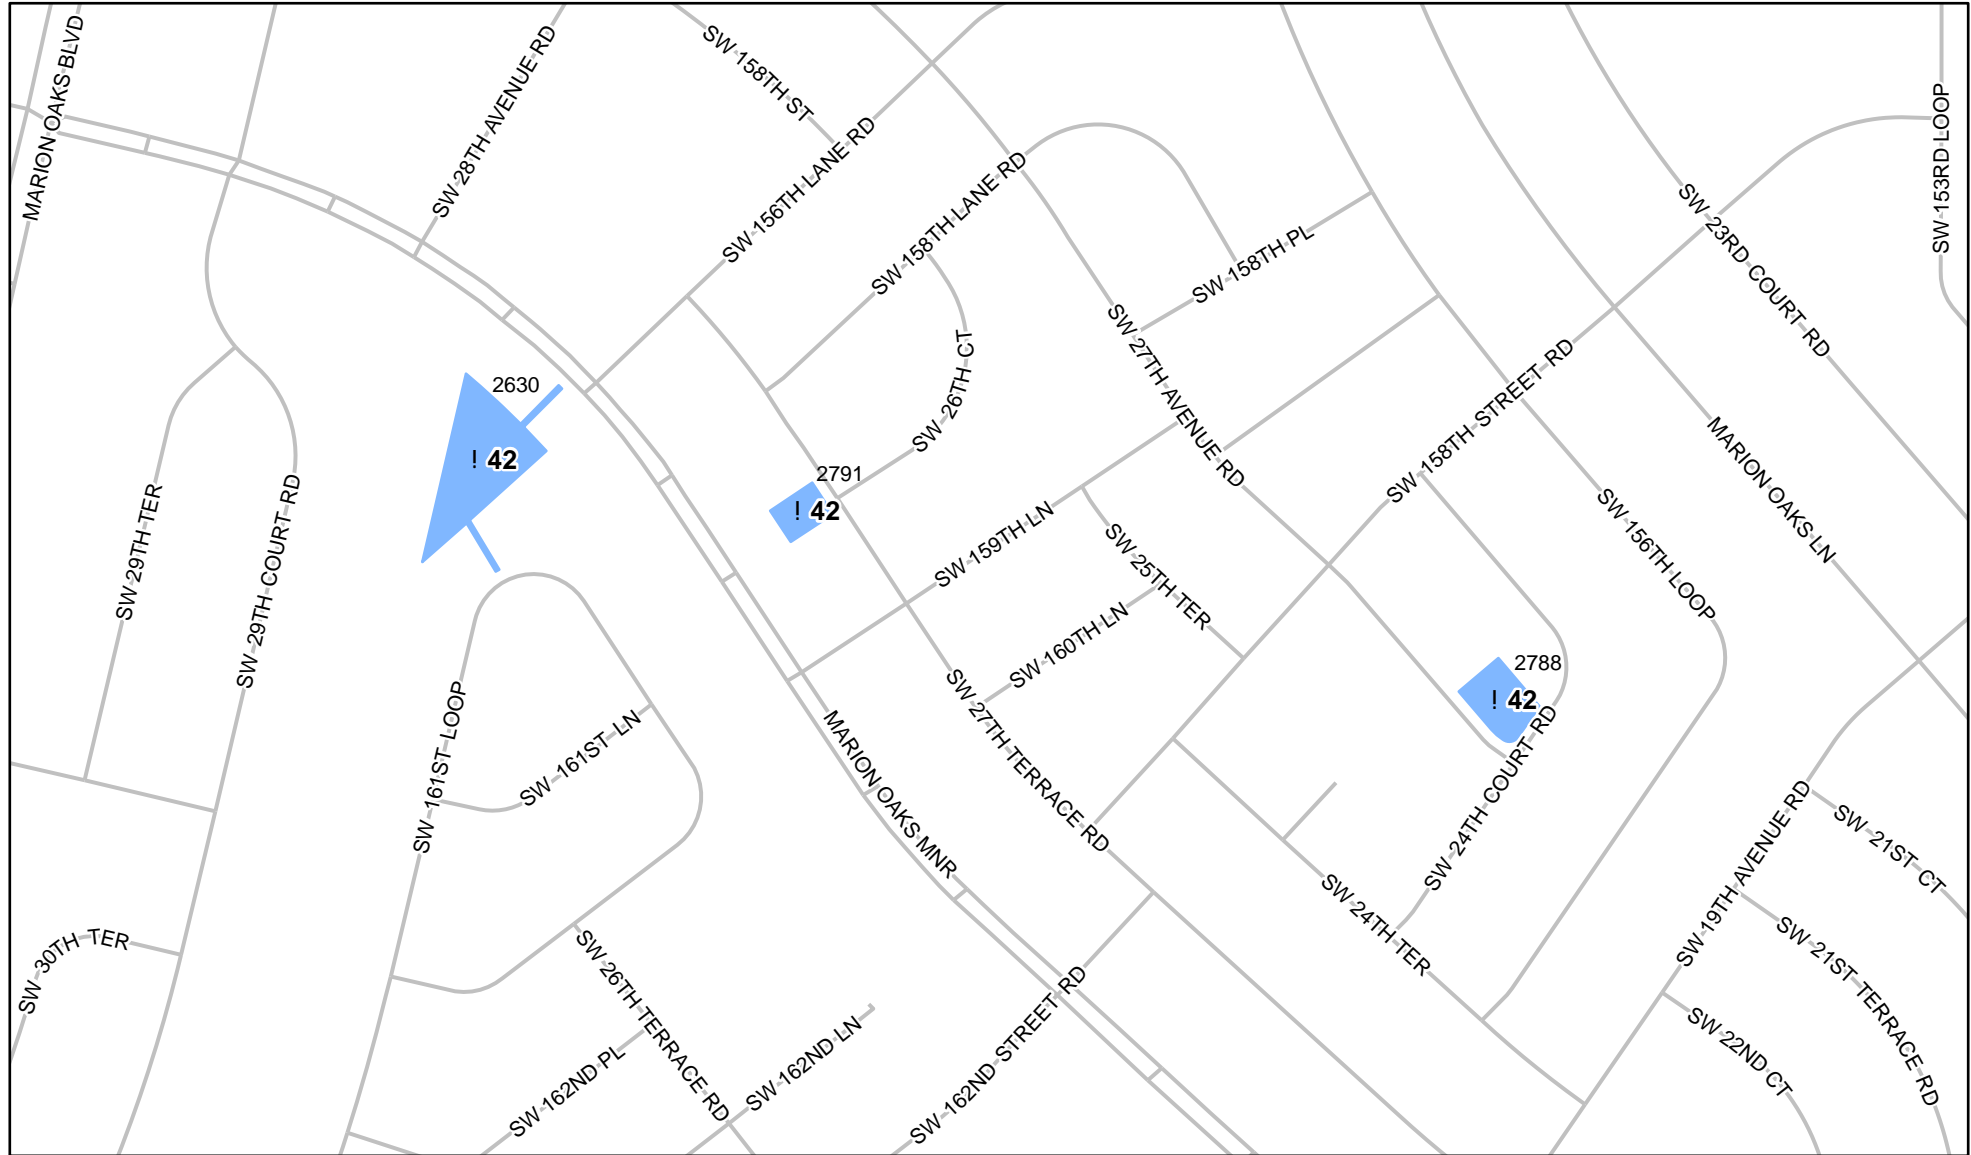 MARION OAKS BLVD
SW 28TH AVENUE RD
SW 158TH ST
SW 156TH LANE RD
SW 158TH LANE RD
SW 158TH PL
SW 153RD LOOP
SW 23RD COURT RD
SW 27TH AVENUE RD
SW 26TH CT
SW 158TH STREET RD
MARION OAKS LN
2630
! 42
2791
! 42
SW 29TH TER
SW 29TH COURT RD
SW 159TH LN
SW 25TH TER
SW 160TH LN
SW 156TH LOOP
2788
! 42
SW 161ST LOOP
SW 161ST LN
MARION OAKS MNR
SW 27TH TERRACE RD
SW 24TH COURT RD
SW 24TH TER
SW 19TH AVENUE RD
SW 21ST CT
SW 21ST TERRACE RD
SW 22ND CT
SW 30TH TER
SW 26TH TERRACE RD
SW 162ND PL
SW 162ND LN
SW 162ND STREET RD